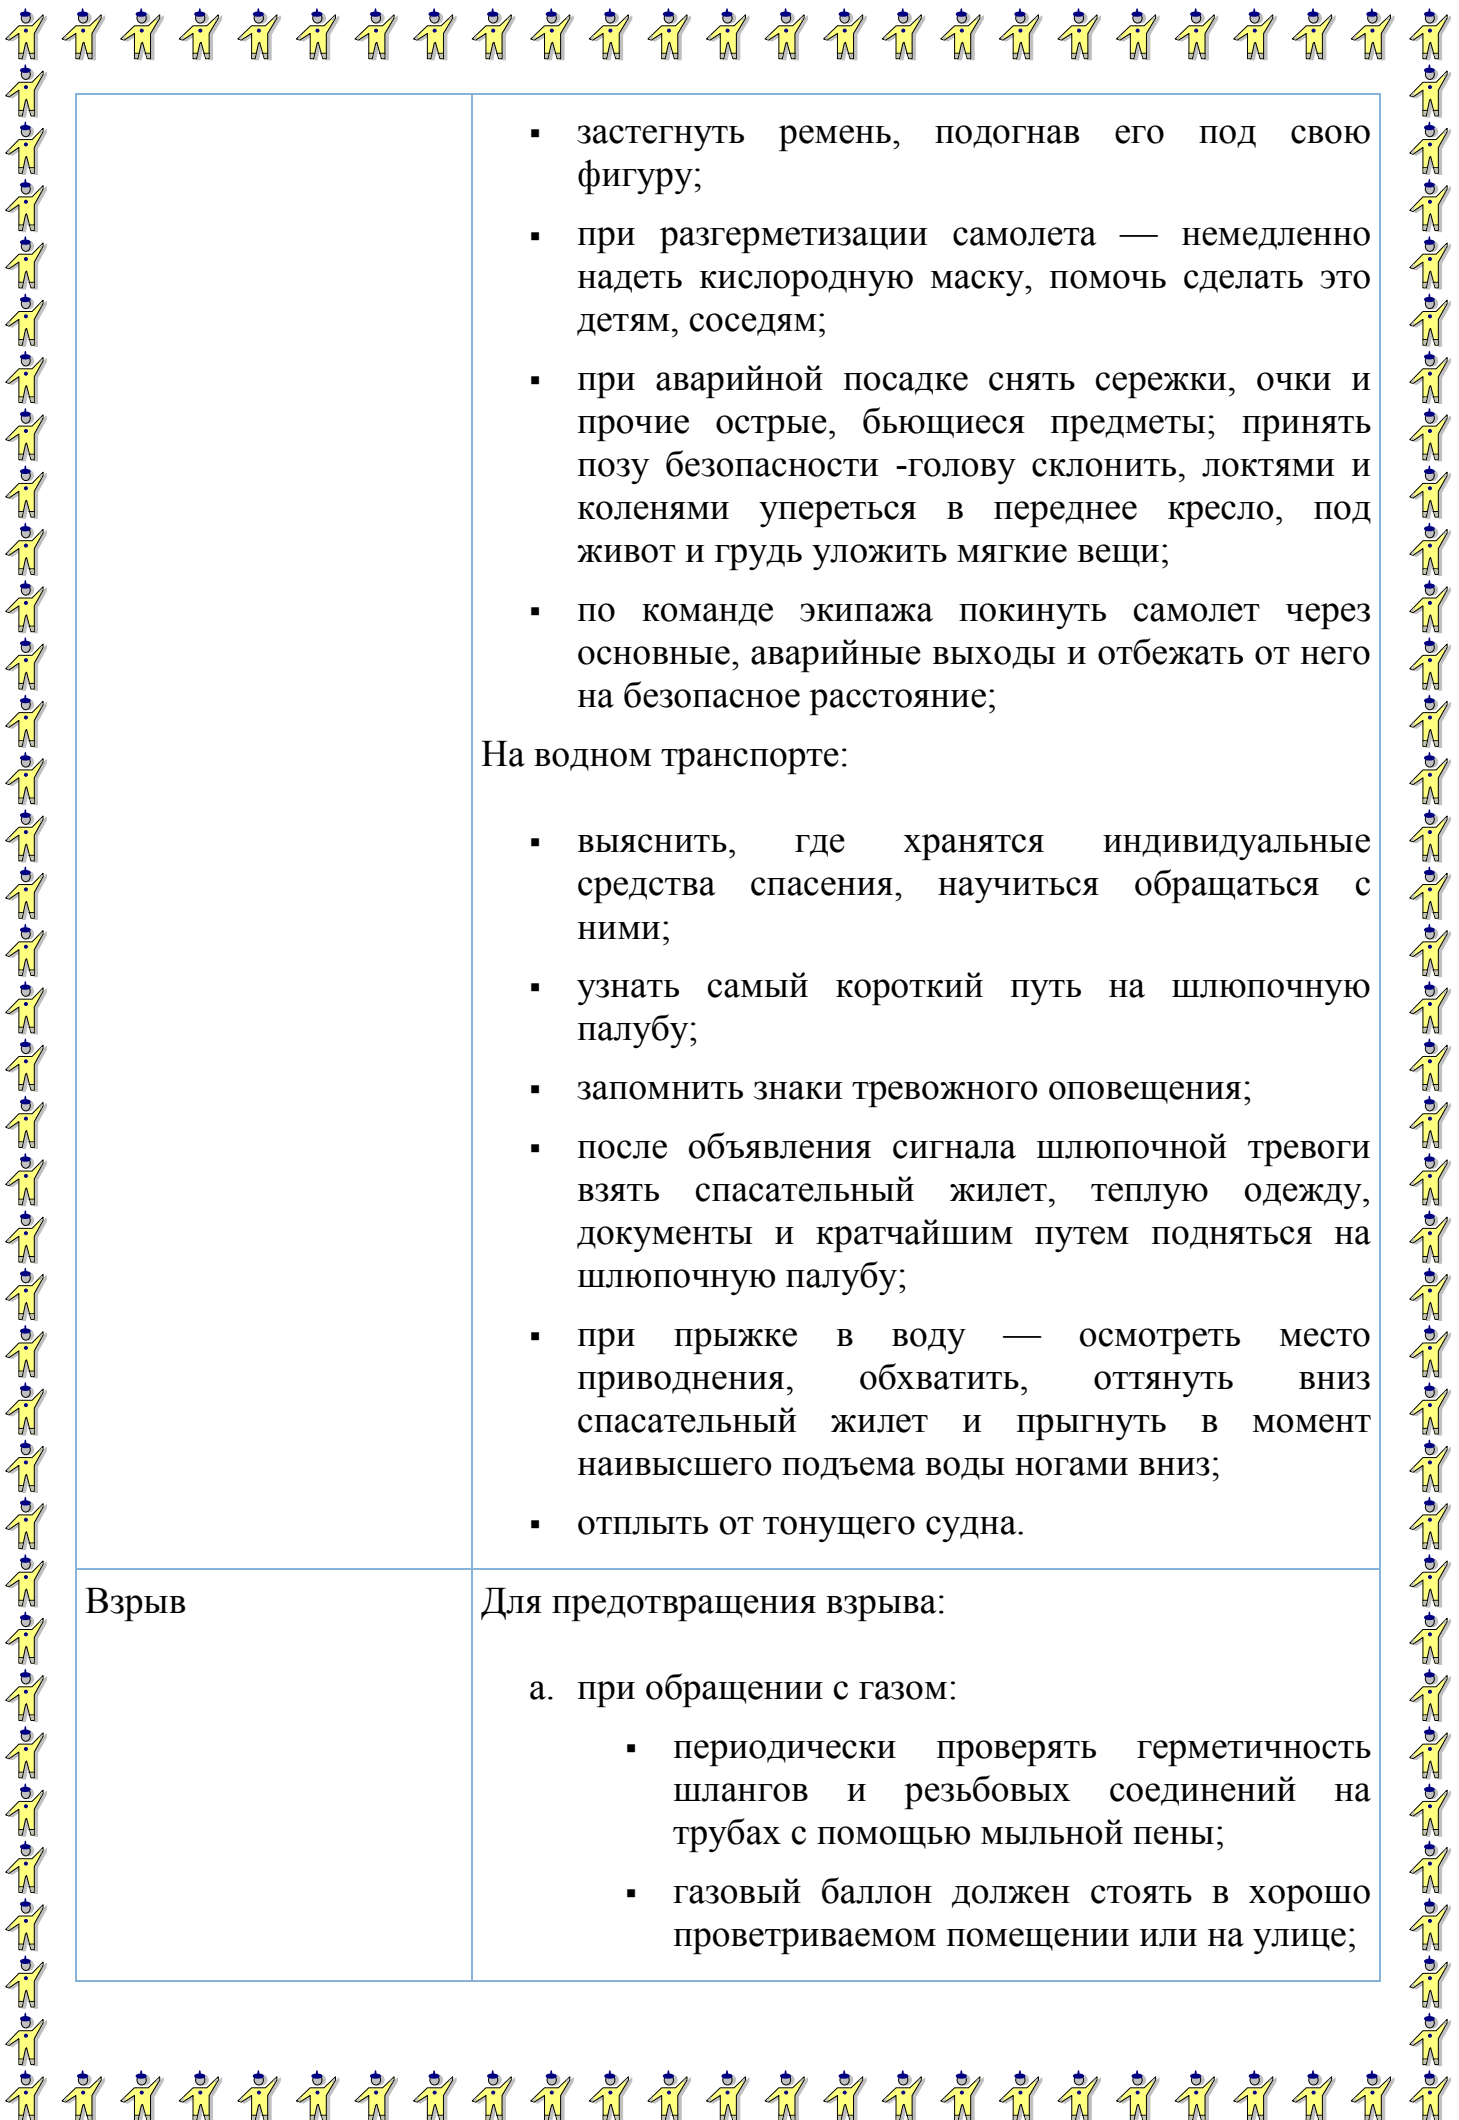 ▪ застегнуть ремень, подогнав его под свою
фигуру;
▪ при разгерметизации самолета — немедленно
надеть кислородную маску, помочь сделать это
детям, соседям;
▪ при аварийной посадке снять сережки, очки и
прочие острые, бьющиеся предметы; принять
позу безопасности -голову склонить, локтями и
коленями упереться в переднее кресло, под
живот и грудь уложить мягкие вещи;
▪ по команде экипажа покинуть самолет через
основные, аварийные выходы и отбежать от него
на безопасное расстояние;
На водном транспорте:
▪ выяснить, где хранятся индивидуальные
средства спасения, научиться обращаться с
ними;
▪ узнать самый короткий путь на шлюпочную
палубу;
▪ запомнить знаки тревожного оповещения;
▪ после объявления сигнала шлюпочной тревоги
взять спасательный жилет, теплую одежду,
документы и кратчайшим путем подняться на
шлюпочную палубу;
▪ при прыжке в воду — осмотреть место
приводнения, обхватить, оттянуть вниз
спасательный жилет и прыгнуть в момент
наивысшего подъема воды ногами вниз;
▪ отплыть от тонущего судна.
Взрыв
Для предотвращения взрыва:
а. при обращении с газом:
▪ периодически проверять герметичность
шлангов и резьбовых соединений на
трубах с помощью мыльной пены;
▪ газовый баллон должен стоять в хорошо
проветриваемом помещении или на улице;